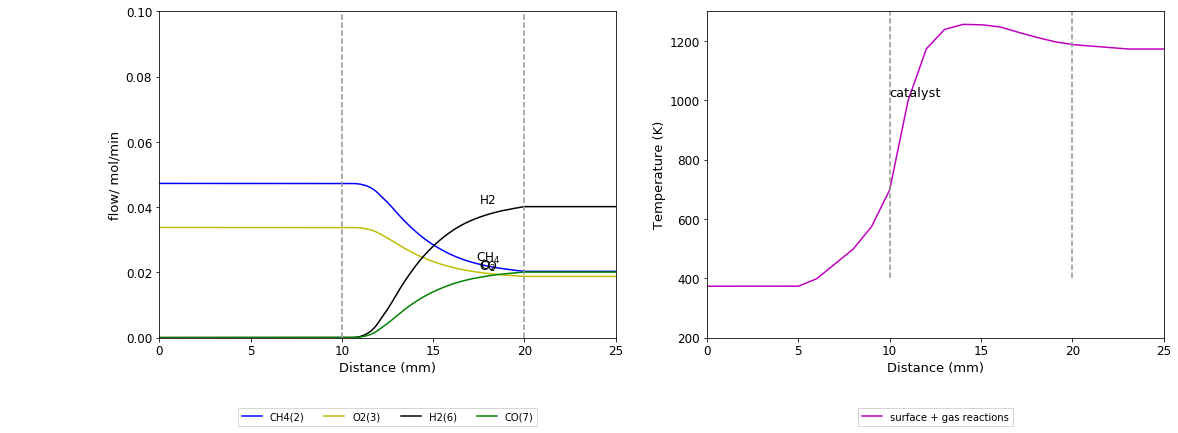 0.10
0.08
0.06
0.04
0.02
0.00
flow/ mol/min
H2
CH4
O2
0
5
10
15
20
25
Distance (mm)
CH4(2) O2(3) H2(6) CO(7)
1200
1000
800
600
400
200
Temperature (K)
catalyst
0
5
10
15
20
25
Distance (mm)
surface + gas reactions